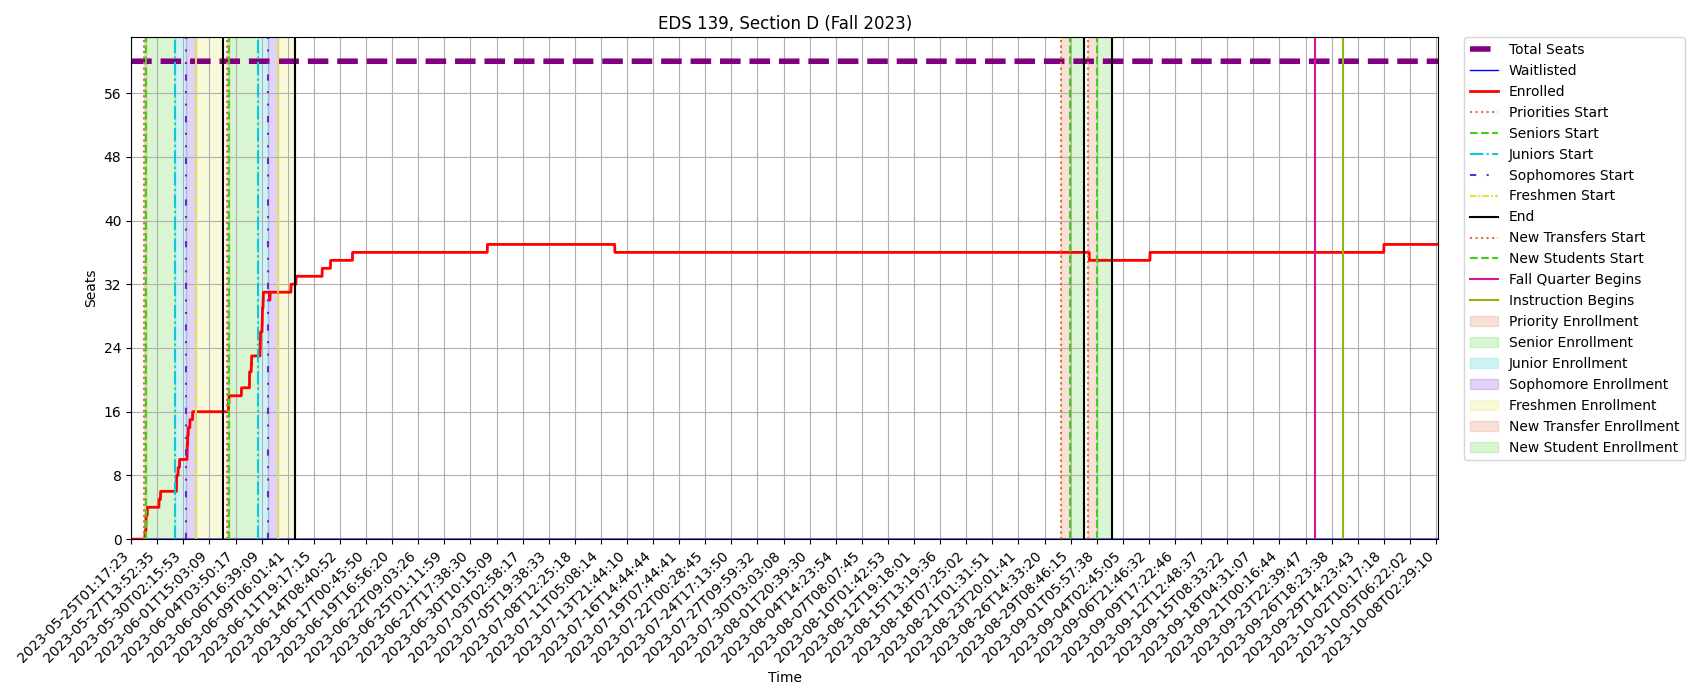 EDS 139, Section D (Fall 2023)
Seats
56
48
40
32
24
16
8
0
2023-05-25T01:17:23
2023-05-27T13:52:35
2023-05-30T02:15:53
2023-06-01T15:03:09
2023-06-04T03:50:17
2023-06-06T16:39:09
2023-06-09T06:01:41
2023-06-11T19:17:15
2023-06-14T08:40:52
2023-06-17T00:45:50
2023-06-19T16:56:20
2023-06-22T09:03:26
2023-06-25T01:11:59
2023-06-27T17:38:30
2023-06-30T10:15:09
2023-07-03T02:58:17
2023-07-05T19:38:33
2023-07-08T12:25:18
2023-07-11T05:08:14
2023-07-13T21:44:10
2023-07-16T14:44:44
2023-07-19T07:44:41
2023-07-22T00:28:45
2023-07-24T17:13:50
2023-07-27T09:59:32
2023-07-30T03:03:08
2023-08-01T20:39:30
2023-08-04T14:23:54
2023-08-07T08:07:45
2023-08-10T01:42:53
2023-08-12T19:18:01
2023-08-15T13:19:36
2023-08-18T07:25:02
2023-08-21T01:31:51
2023-08-23T20:01:41
2023-08-26T14:33:20
2023-08-29T08:46:15
2023-09-01T05:57:38
2023-09-04T02:45:05
2023-09-06T21:46:32
2023-09-09T17:22:46
2023-09-12T12:48:37
2023-09-15T08:33:22
2023-09-18T04:31:07
2023-09-21T00:16:44
2023-09-23T22:39:47
2023-09-26T18:23:38
2023-09-29T14:23:43
2023-10-02T10:17:18
2023-10-05T06:22:02
2023-10-08T02:29:10
Time
Total Seats
Waitlisted
Enrolled
Priorities Start
Seniors Start
Juniors Start
Sophomores Start
Freshmen Start
End
New Transfers Start
New Students Start
Fall Quarter Begins
Instruction Begins
Priority Enrollment
Senior Enrollment
Junior Enrollment
Sophomore Enrollment
Freshmen Enrollment
New Transfer Enrollment
New Student Enrollment